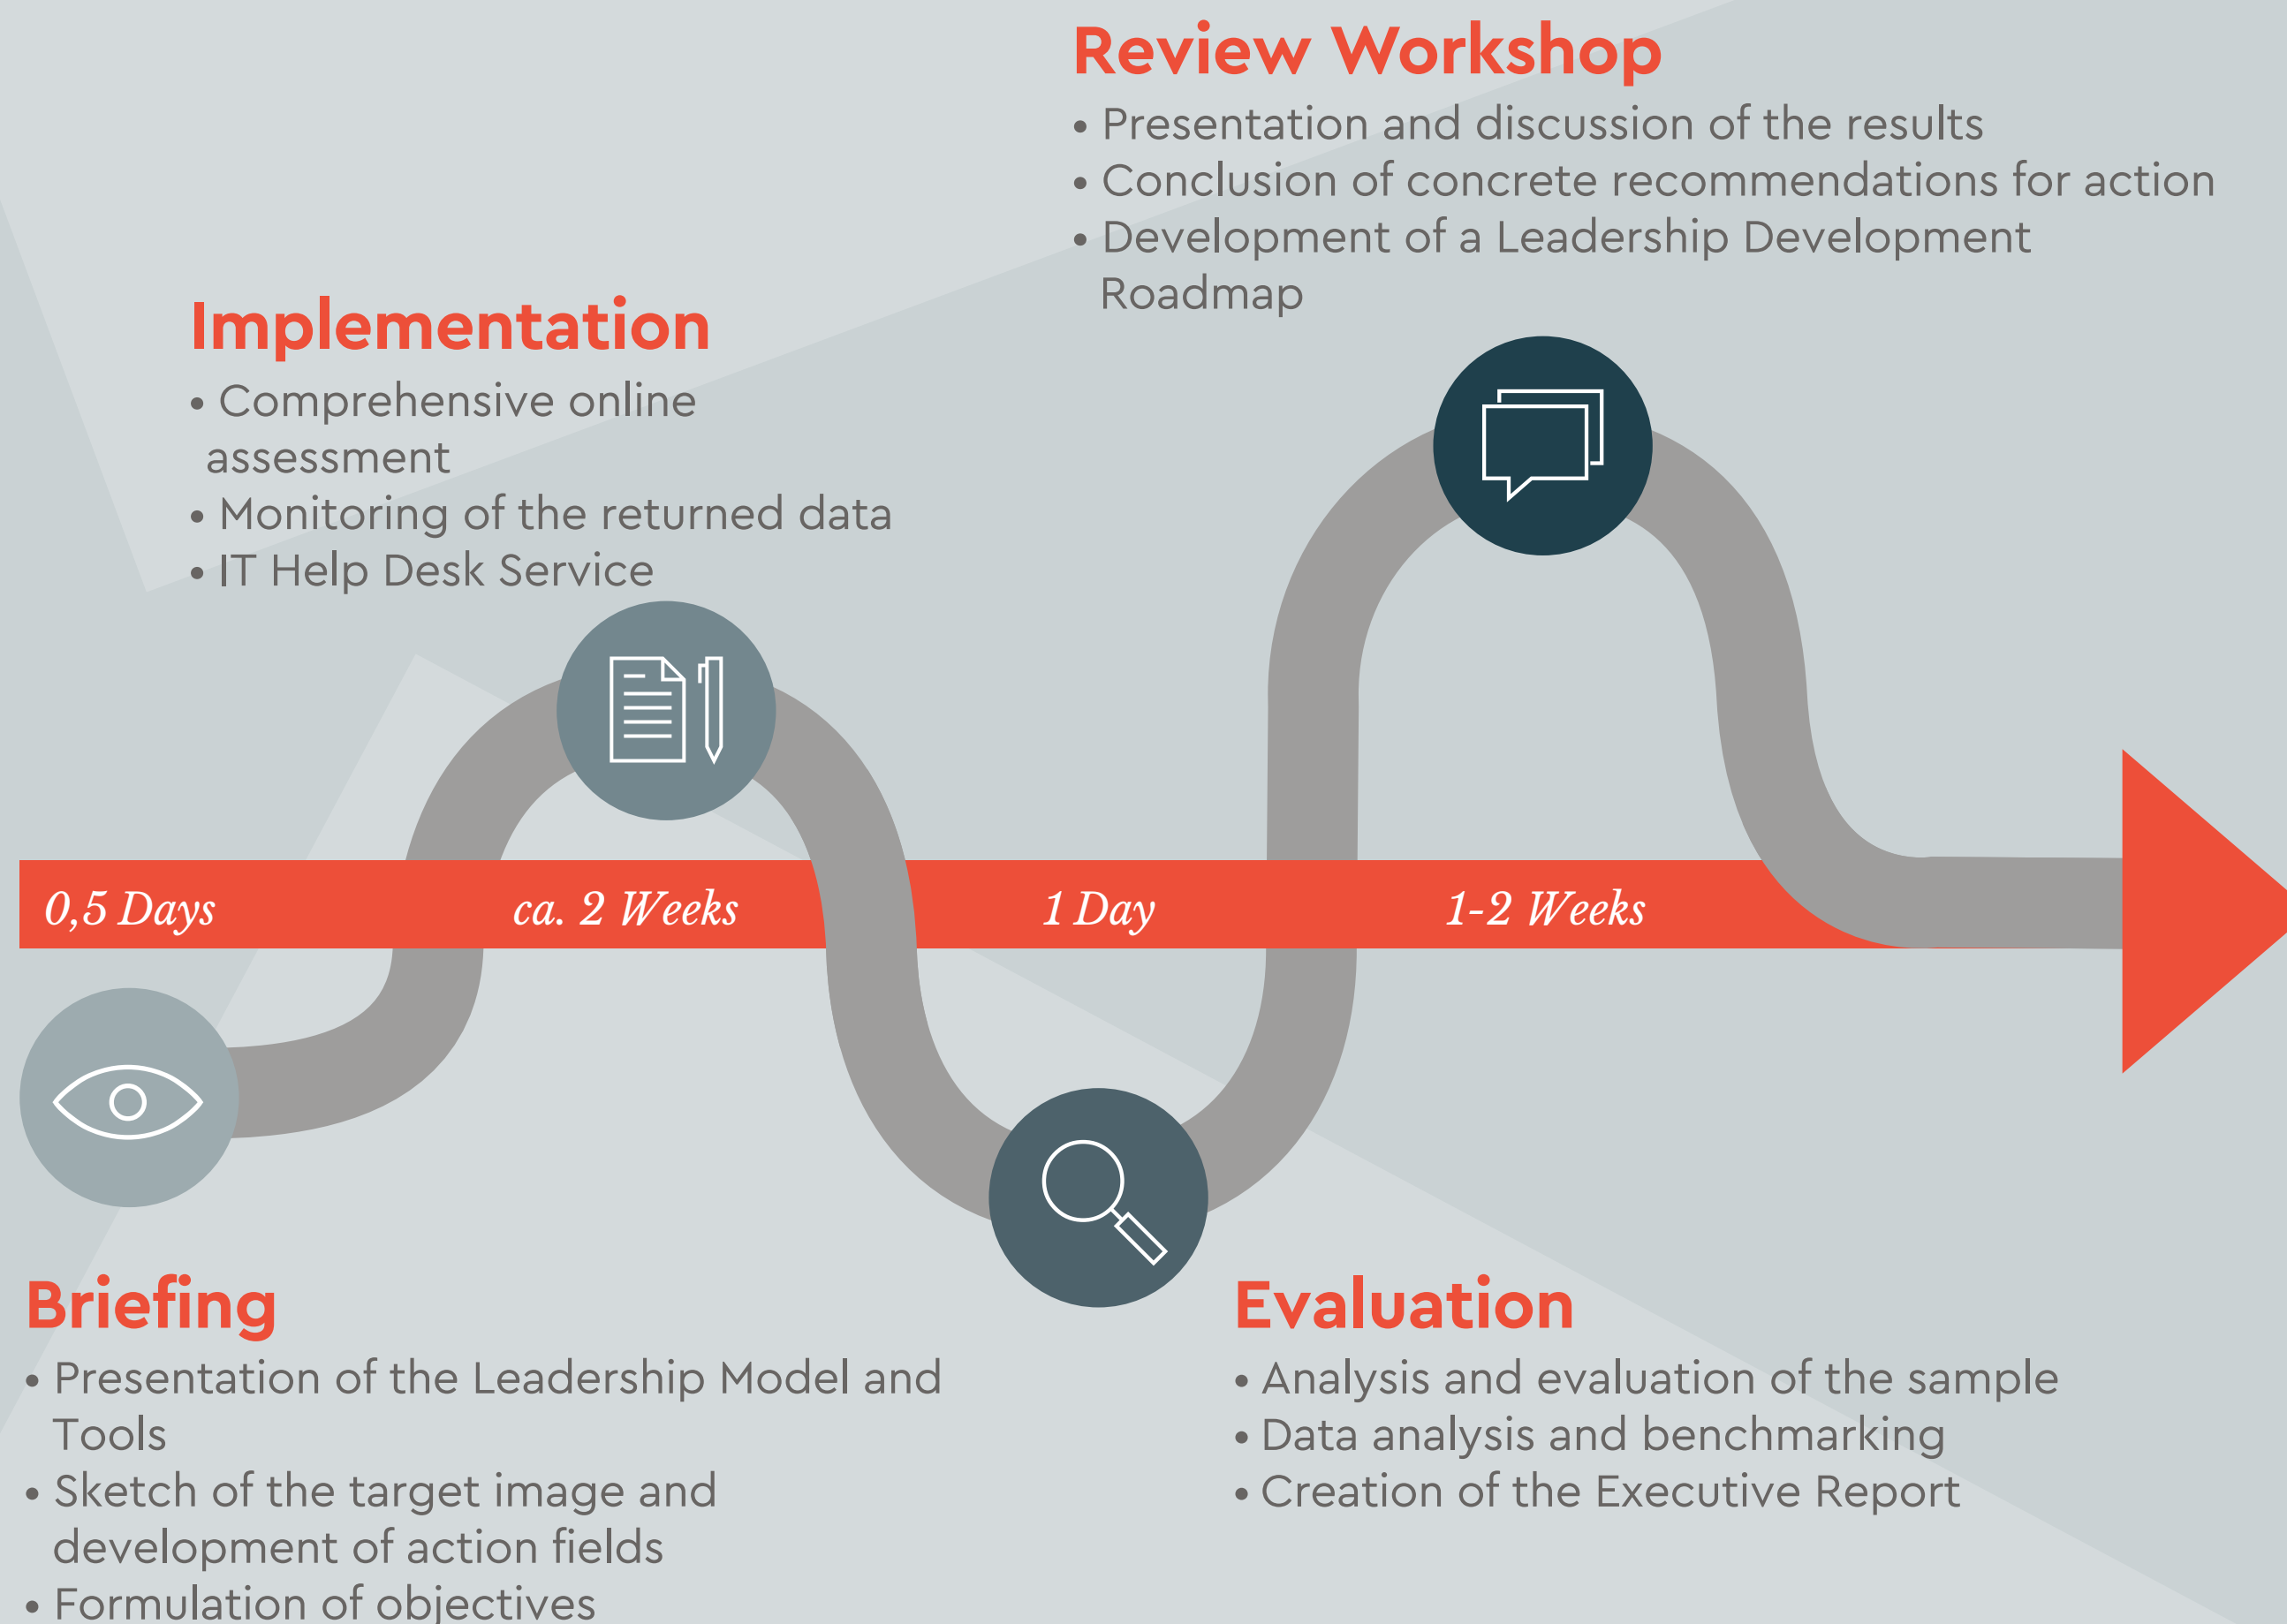 Review Workshop
• Presentation and discussion of the results
• Conclusion of concrete recommendations for action
• Development of a Leadership Development
Roadmap
Implementation
• Comprehensive online
assessment
• Monitoring of the returned data
• IT Help Desk Service
0,5 Days
ca. 2 Weeks
1 Day
1-2 Weeks
Briefing
• Presentation of the Leadership Model and
Tools
• Sketch of the target image and
development of action fields
• Formulation of objectives
Evaluation
• Analysis and evaluation of the sample
• Data analysis and benchmarking
• Creation of the Executive Report